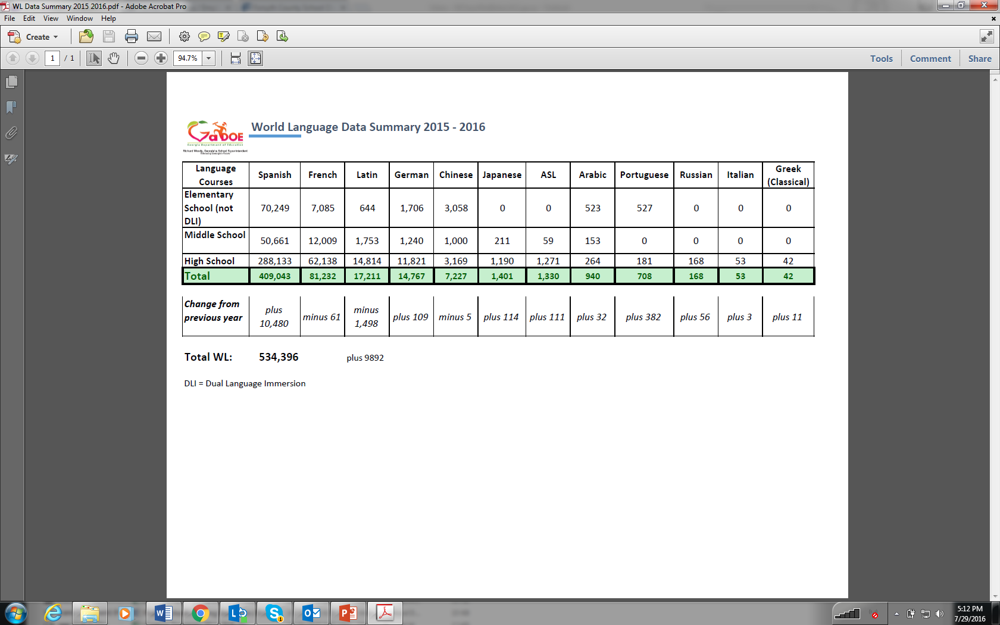 WL Data Summary 2015 2016.pdf - Adobe Acrobat Pro
File Edit View Window Help
Create
1 / 1 94.7% Tools Comment Share
GaDOE
Georgia Department of Education
Richard Woods, Georgia's School Superintendent
"Educating Georgia's Future"
World Language Data Summary 2015 - 2016
Language Courses Spanish French Latin German Chinese Japanese ASL Arabic Portuguese Russian Italian Greek (Classical)
Elementary School (not DLI) 70,249 7,085 644 1,706 3,058 0 0 523 527 0 0 0
Middle School 50,661 12,009 1,753 1,240 1,000 211 59 153 0 0 0 0
High School 288,133 62,138 14,814 11,821 3,169 1,190 1,271 264 181 168 53 42
Total 409,043 81,232 17,211 14,767 7,227 1,401 1,330 940 708 168 53 42
Change from previous year plus 10,480 minus 61 minus 1,498 plus 109 minus 5 plus 114 plus 111 plus 32 plus 382 plus 56 plus 3 plus 11
Total WL: 534,396 plus 9892
DLI = Dual Language Immersion
5:12 PM
7/29/2016